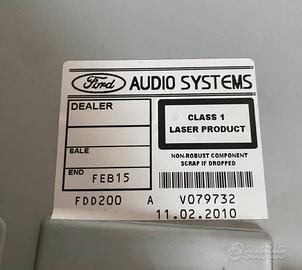 Ford AUDIO SYSTEMS
DEALER
CLASS 1
LASER PRODUCT
SALE
NON-ROBUST COMPONENT
SCRAP IF DROPPED
END FEB15
FDD200 A V079732
11.02.2010
subito